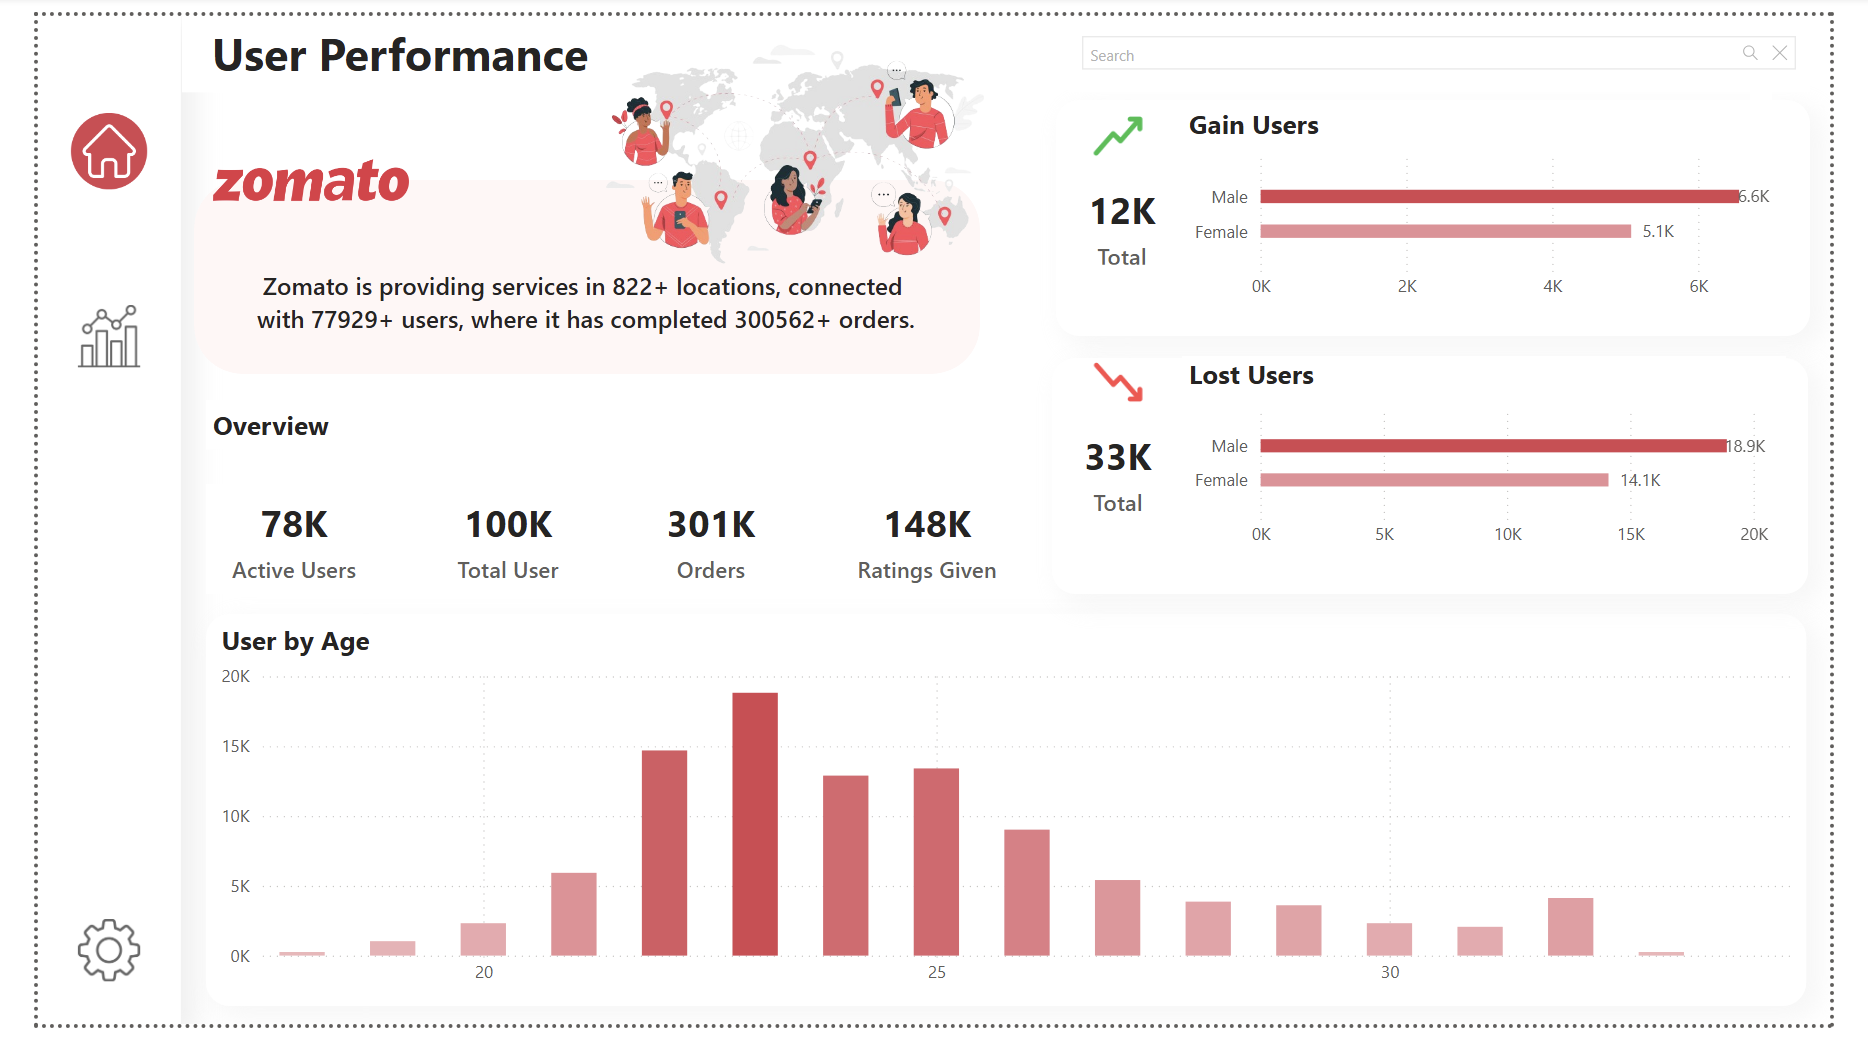 User Performance
Search
zomato
Zomato is providing services in 822+ locations, connected
with 77929+ users, where it has completed 300562+ orders.
Gain Users
12K
Total
Male
6.6K
Female
5.1K
0K
2K
4K
6K
Lost Users
33K
Total
Male
18.9K
Female
14.1K
0K
5K
10K
15K
20K
Overview
78K
Active Users
100K
Total User
301K
Orders
148K
Ratings Given
User by Age
20K
15K
10K
5K
0K
20
25
30